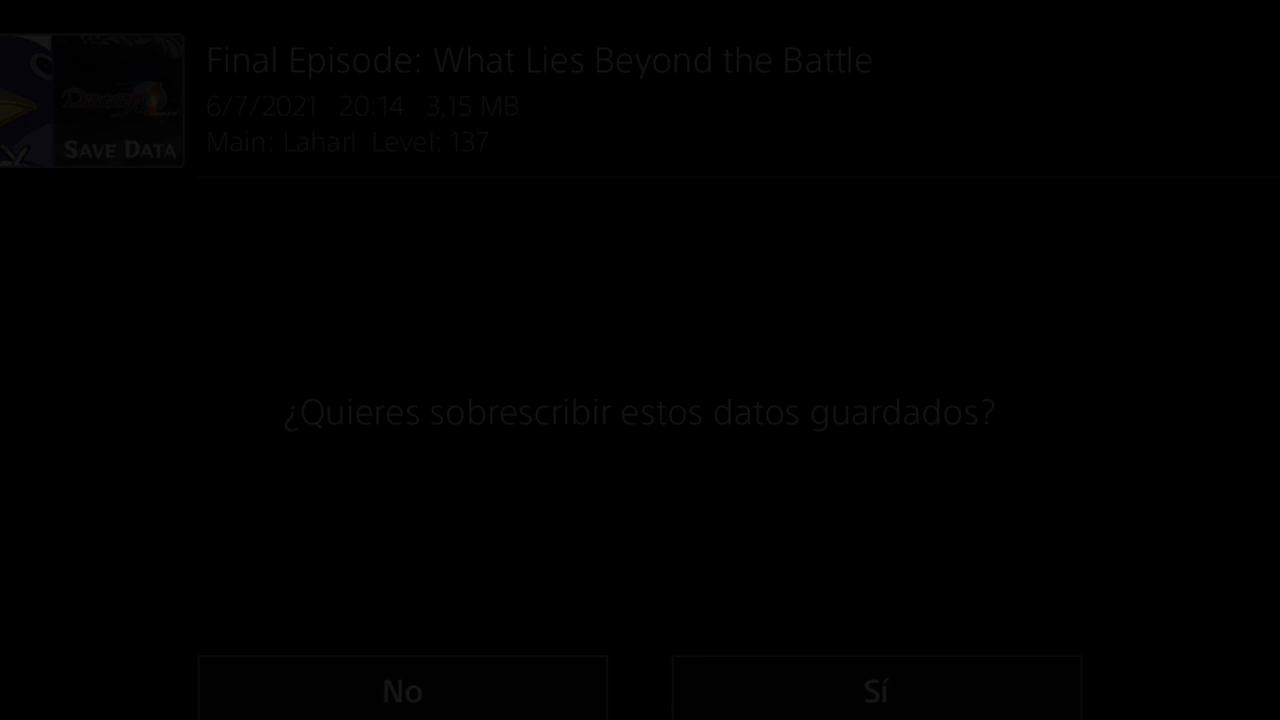 Final Episode: What Lies Beyond the Battle
6/7/2021 20:14 3,15 MB
Main: Laharl Level: 137
SAVE DATA
¿Quieres sobrescribir estos datos guardados?
No Sí